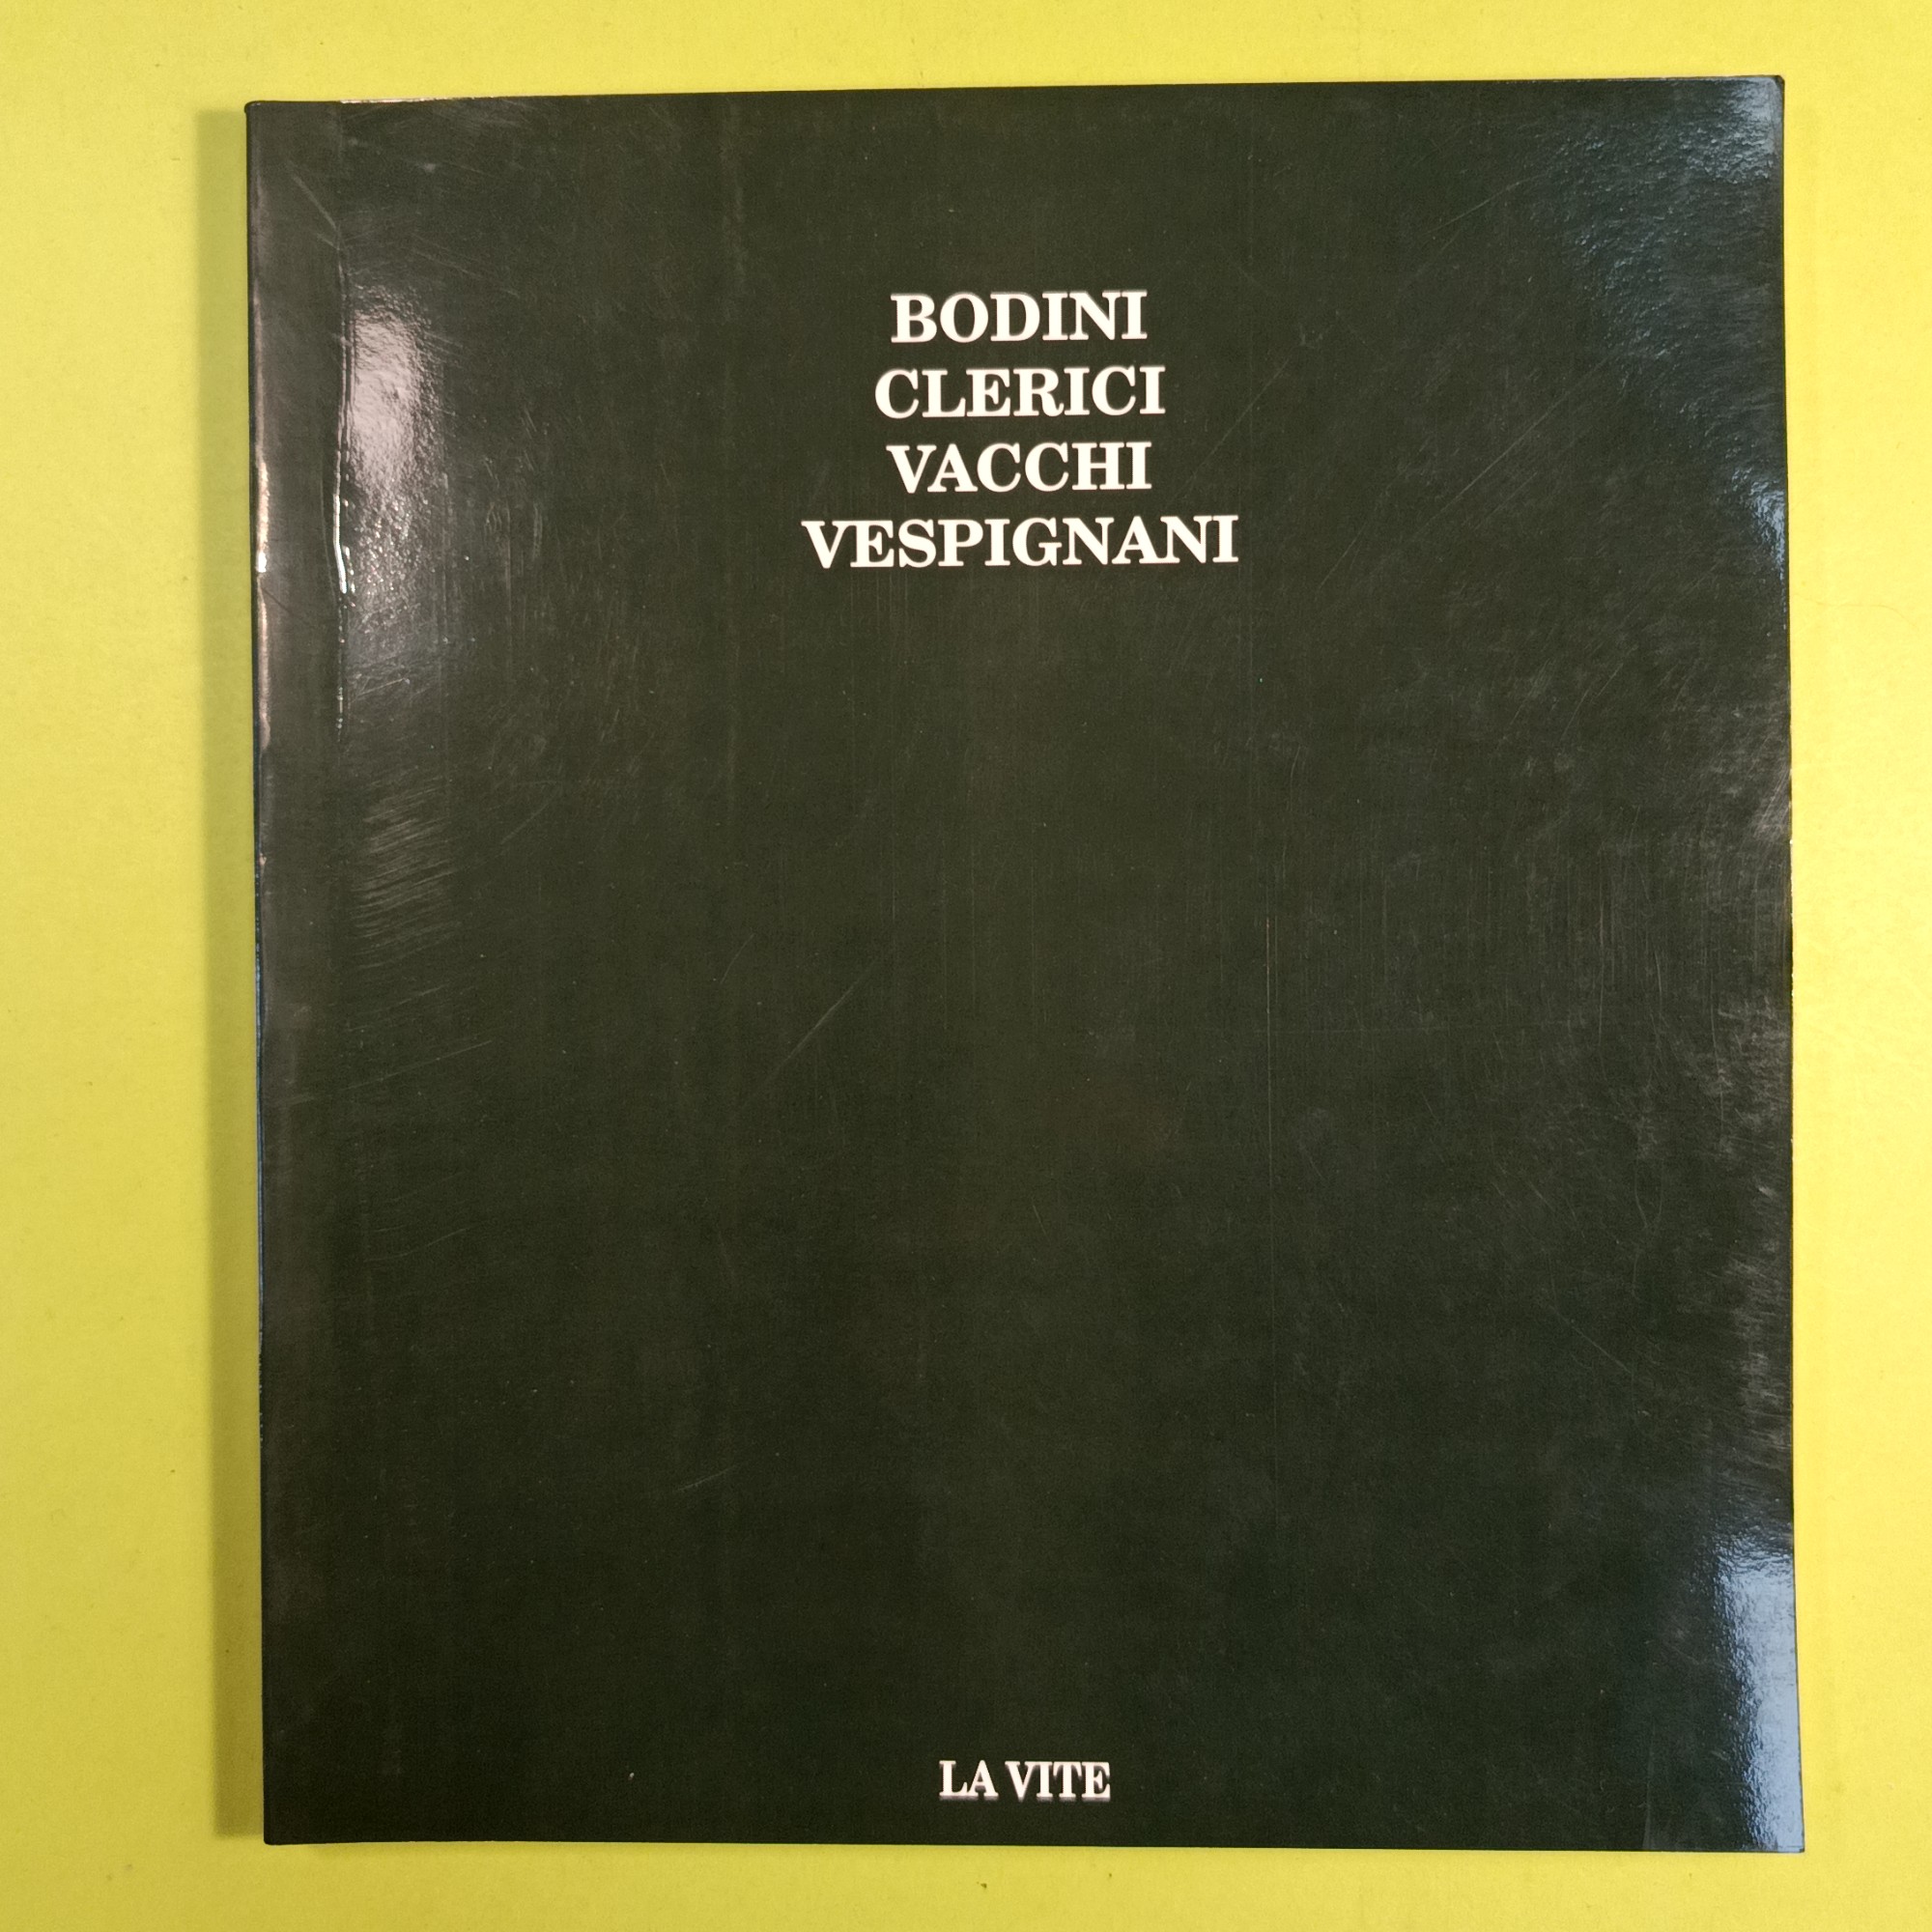 BODINI
CLERICI
VACCHI
VESPIGNANI
LA VITE